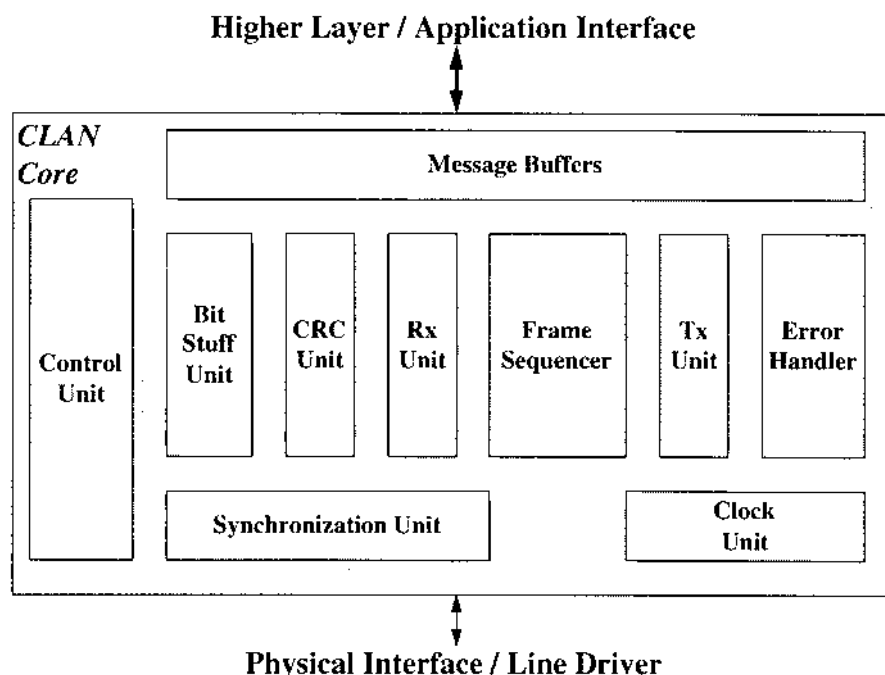 Higher Layer / Application Interface
CLAN
Core
Message Buffers
Control
Unit
Bit
Stuff
Unit
CRC
Unit
Rx
Unit
Frame
Sequencer
Tx
Unit
Error
Handler
Synchronization Unit
Clock
Unit
Physical Interface / Line Driver